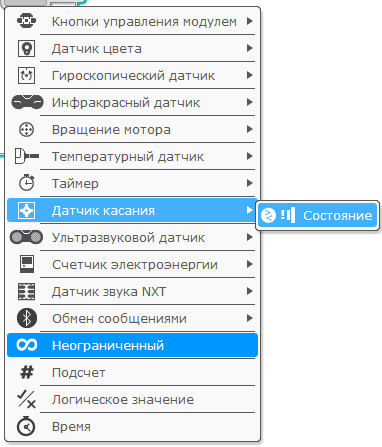 Кнопки управления модулем
Датчик цвета
Гироскопический датчик
Инфракрасный датчик
Вращение мотора
Температурный датчик
Таймер
Датчик касания
Состояние
Ультразвуковой датчик
Счетчик электроэнергии
Датчик звука NXT
Обмен сообщениями
Неограниченный
# Подсчет
Логическое значение
Время